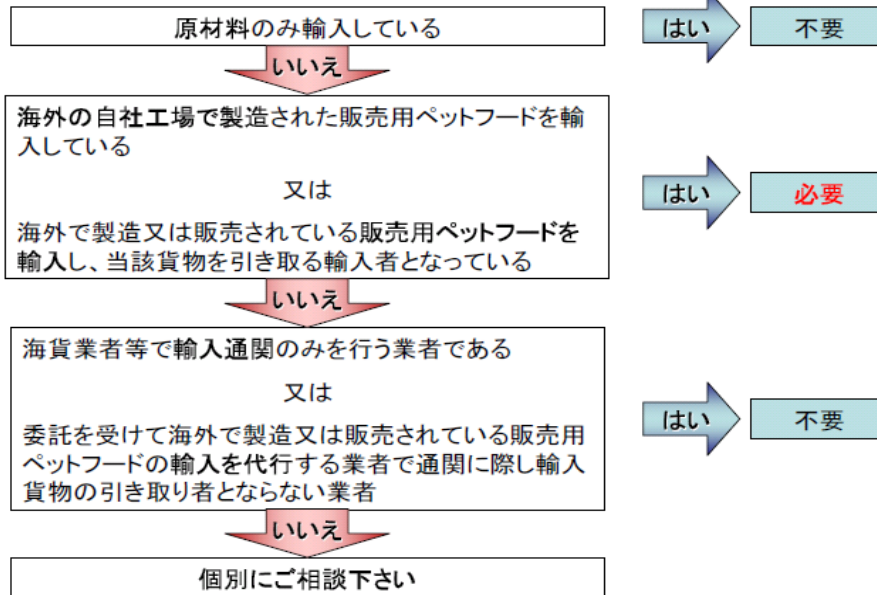 原材料のみ輸入している
はい
不要
いいえ
海外の自社工場で製造された販売用ペットフードを輸
入している
又は
海外で製造又は販売されている販売用ペットフードを
輸入し、当該貨物を引き取る輸入者となっている
はい
必要
いいえ
海貨業者等で輸入通関のみを行う業者である
又は
委託を受けて海外で製造又は販売されている販売用
ペットフードの輸入を代行する業者で通関に際し輸入
貨物の引き取り者とならない業者
はい
不要
いいえ
個別にご相談下さい